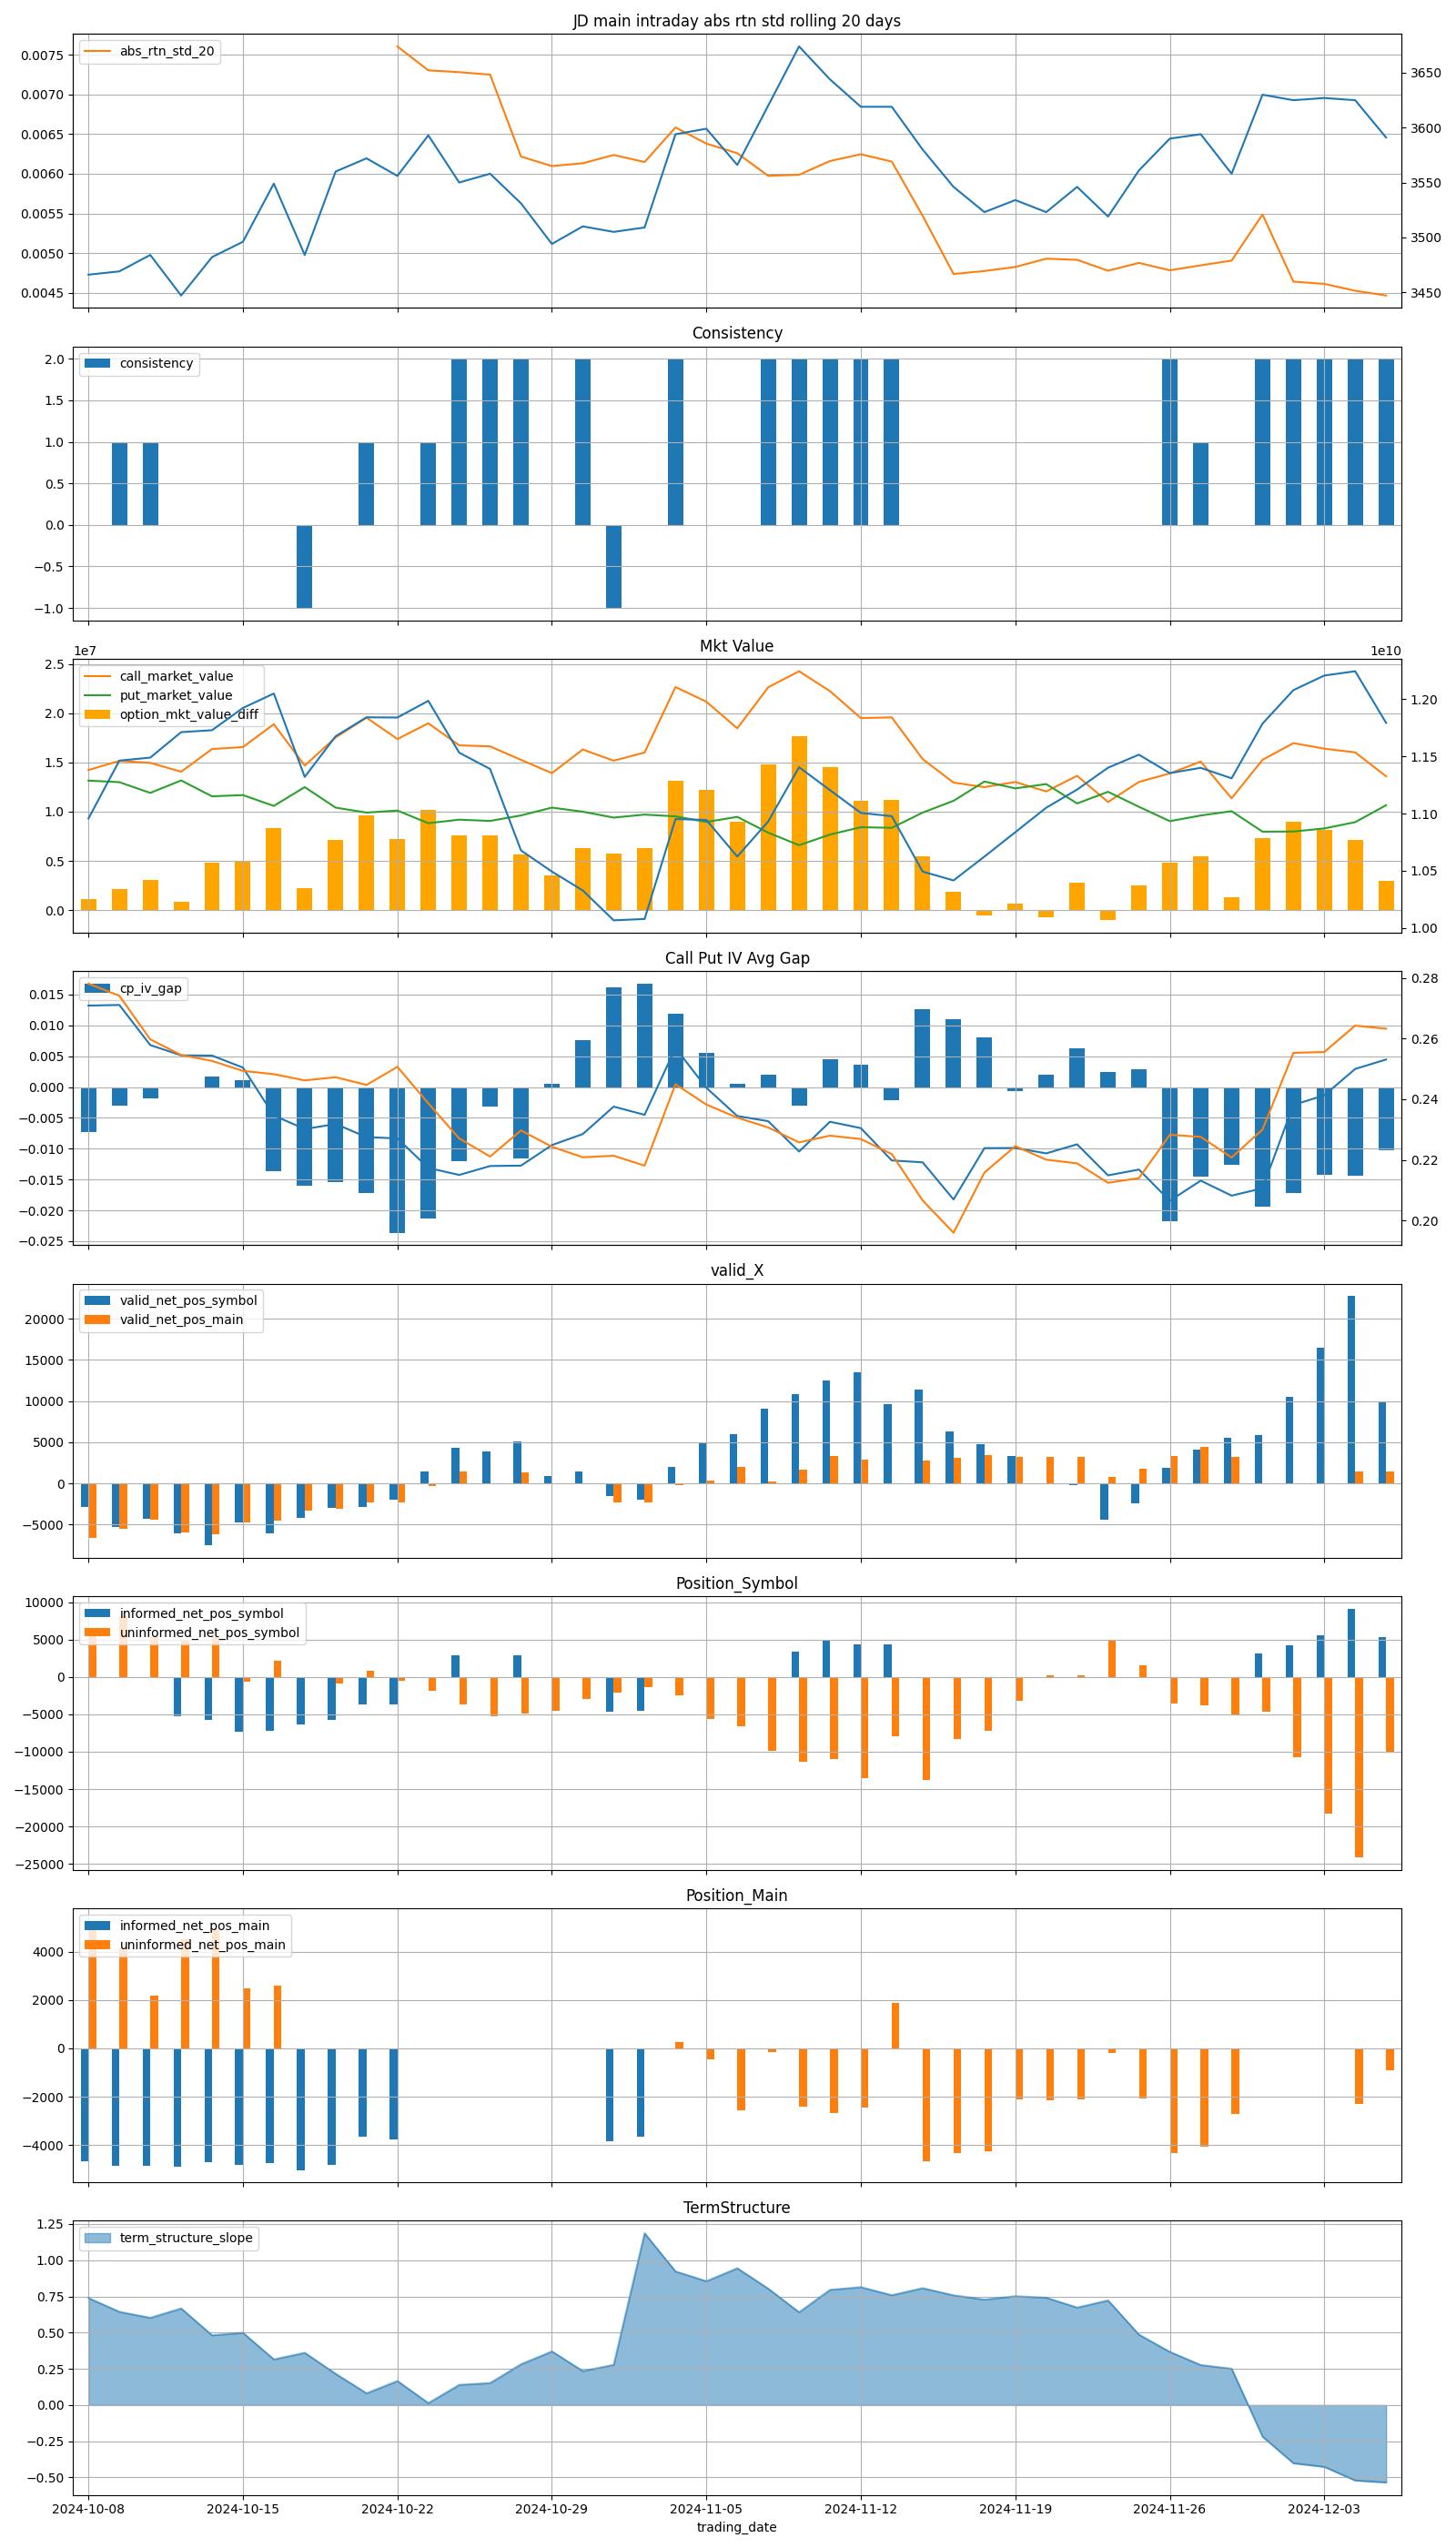 JD main intraday abs rtn std rolling 20 days
abs_rtn_std_20
0.0075
0.0070
0.0065
0.0060
0.0055
0.0050
0.0045
3650
3600
3550
3500
3450
Consistency
consistency
2.0
1.5
1.0
0.0
−0.5
−1.0
Mkt Value
1e7
1e10
call_market_value
put_market_value
option_mkt_value_diff
2.5
2.0
1.5
1.0
0.5
0.0
1.20
1.15
1.10
1.05
1.00
Call Put IV Avg Gap
cp_iv_gap
0.015
0.010
0.005
0.000
−0.005
−0.010
−0.015
−0.020
−0.025
0.28
0.26
0.24
0.22
0.20
valid_X
valid_net_pos_symbol
valid_net_pos_main
20000
15000
10000
5000
0
−5000
Position_Symbol
informed_net_pos_symbol
uninformed_net_pos_symbol
10000
5000
0
−5000
−10000
−15000
−20000
−25000
Position_Main
informed_net_pos_main
uninformed_net_pos_main
4000
2000
0
−2000
−4000
TermStructure
term_structure_slope
1.25
1.00
0.75
0.50
0.25
0.00
−0.25
−0.50
2024-10-08 2024-10-15 2024-10-22 2024-10-29 2024-11-05 2024-11-12 2024-11-19 2024-11-26 2024-12-03
trading_date